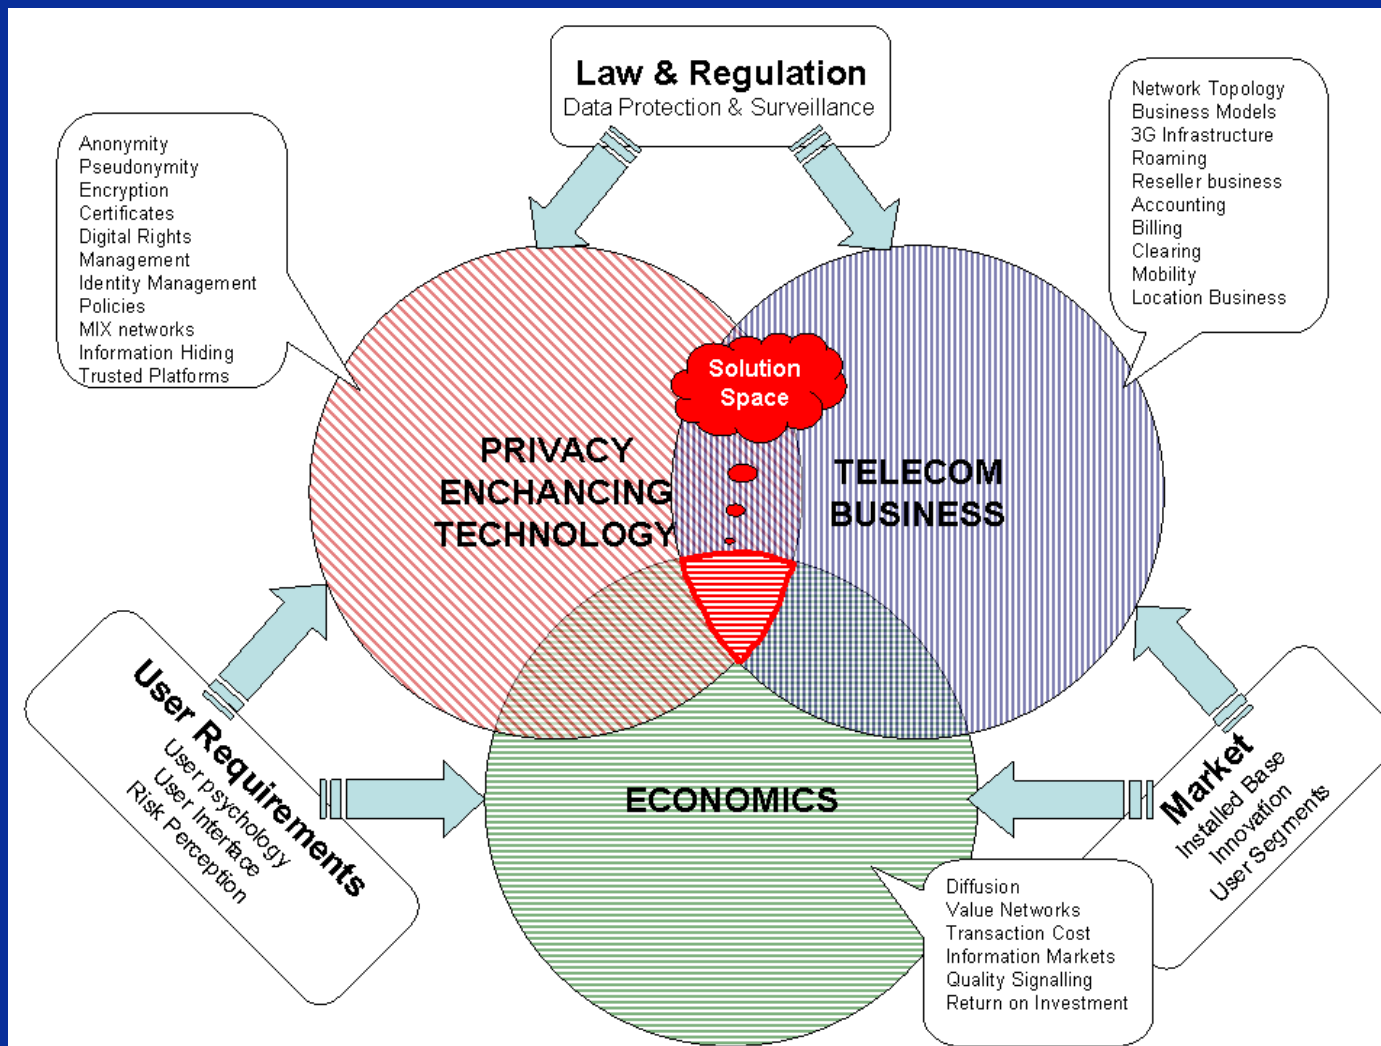 Law & Regulation
Data Protection & Surveillance
Anonymity
Pseudonymity
Encryption
Certificates
Digital Rights
Management
Identity Management
Policies
MIX networks
Information Hiding
Trusted Platforms
Network Topology
Business Models
3G Infrastructure
Roaming
Reseller business
Accounting
Billing
Clearing
Mobility
Location Business
Solution
Space
PRIVACY
ENCHANCING
TECHNOLOGY
TELECOM
BUSINESS
ECONOMICS
User Requirements
User psychology
User Interface
Risk Perception
Market
Installed Base
Innovation
User Segments
Diffusion
Value Networks
Transaction Cost
Information Markets
Quality Signalling
Return on Investment